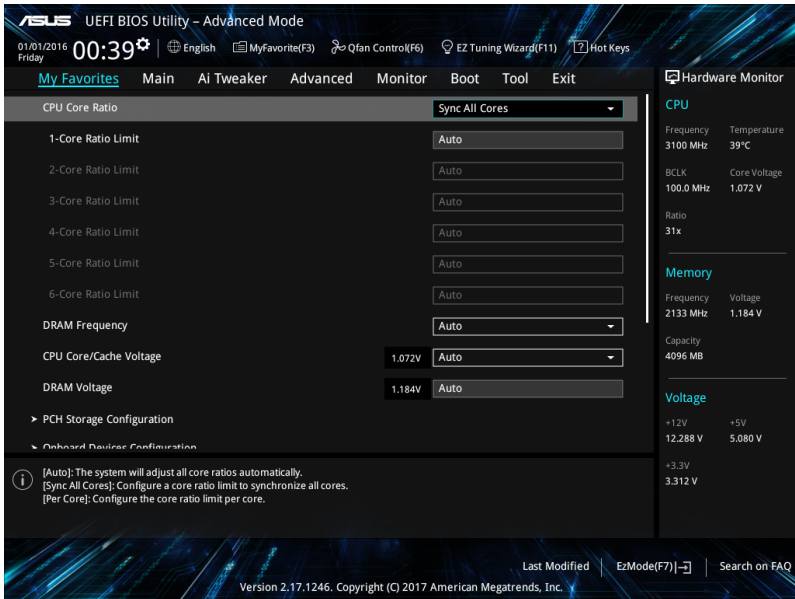 ASUS UEFI BIOS Utility – Advanced Mode
01/01/2016 Friday 00:39 English MyFavorite(F3) Qfan Control(F6) EZ Tuning Wizard(F11) ? Hot Keys
My Favorites Main Ai Tweaker Advanced Monitor Boot Tool Exit
CPU Core Ratio Sync All Cores
1-Core Ratio Limit Auto
2-Core Ratio Limit Auto
3-Core Ratio Limit Auto
4-Core Ratio Limit Auto
5-Core Ratio Limit Auto
6-Core Ratio Limit Auto
DRAM Frequency Auto
CPU Core/Cache Voltage 1.072V Auto
DRAM Voltage 1.184V Auto
> PCH Storage Configuration
> Onboard Devices Configuration
[Auto]: The system will adjust all core ratios automatically.
[Sync All Cores]: Configure a core ratio limit to synchronize all cores.
[Per Core]: Configure the core ratio limit per core.
Hardware Monitor
CPU
Frequency Temperature
3100 MHz 39°C
BCLK Core Voltage
100.0 MHz 1.072 V
Ratio
31x
Memory
Frequency Voltage
2133 MHz 1.184 V
Capacity
4096 MB
Voltage
+12V +5V
12.288 V 5.080 V
+3.3V
3.312 V
Last Modified EzMode(F7) Search on FAQ
Version 2.17.1246. Copyright (C) 2017 American Megatrends, Inc.